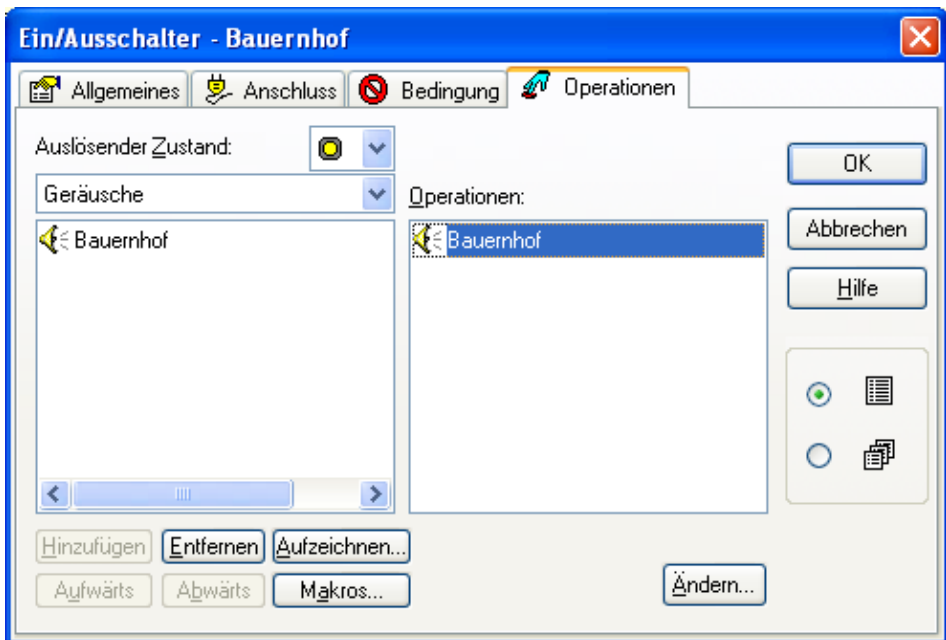 Ein/Ausschalter - Bauernhof
Allgemeines Anschluss Bedingung Operationen
Auslösender Zustand:
Geräusche
Operationen:
Bauernhof
Bauernhof
OK
Abbrechen
Hilfe
Hinzufügen Entfernen Aufzeichnen...
Aufwärts Abwärts Makros...
Ändern...